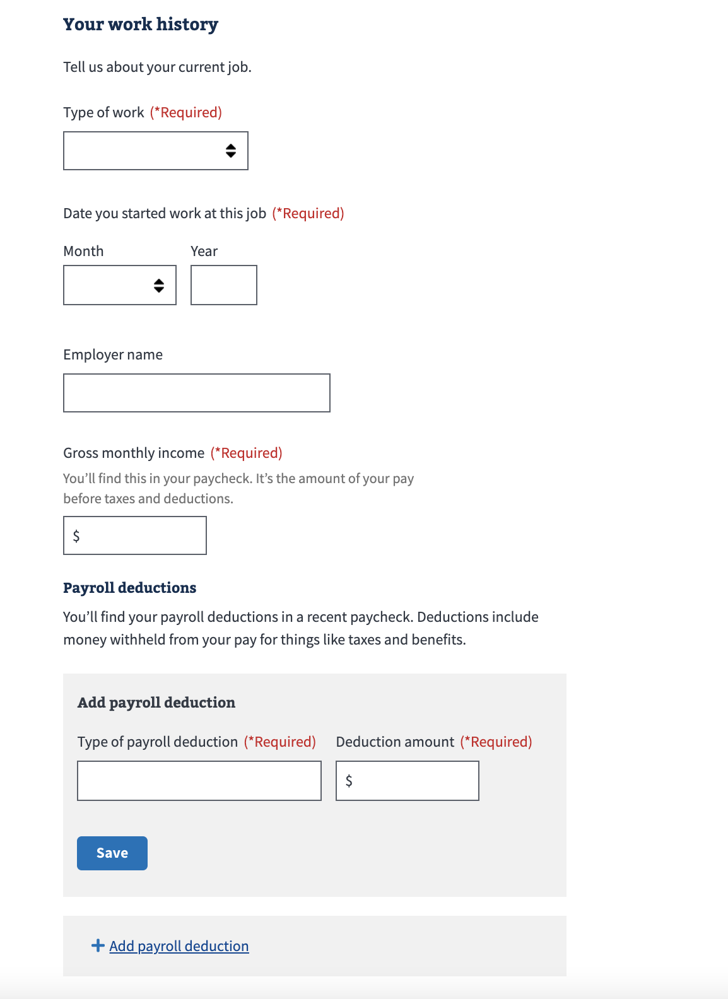 Your work history
Tell us about your current job.
Type of work (*Required)
Date you started work at this job (*Required)
Month Year
Employer name
Gross monthly income (*Required)
You’ll find this in your paycheck. It’s the amount of your pay
before taxes and deductions.
$
Payroll deductions
You’ll find your payroll deductions in a recent paycheck. Deductions include
money withheld from your pay for things like taxes and benefits.
Add payroll deduction
Type of payroll deduction (*Required) Deduction amount (*Required)
$
Save
Add payroll deduction